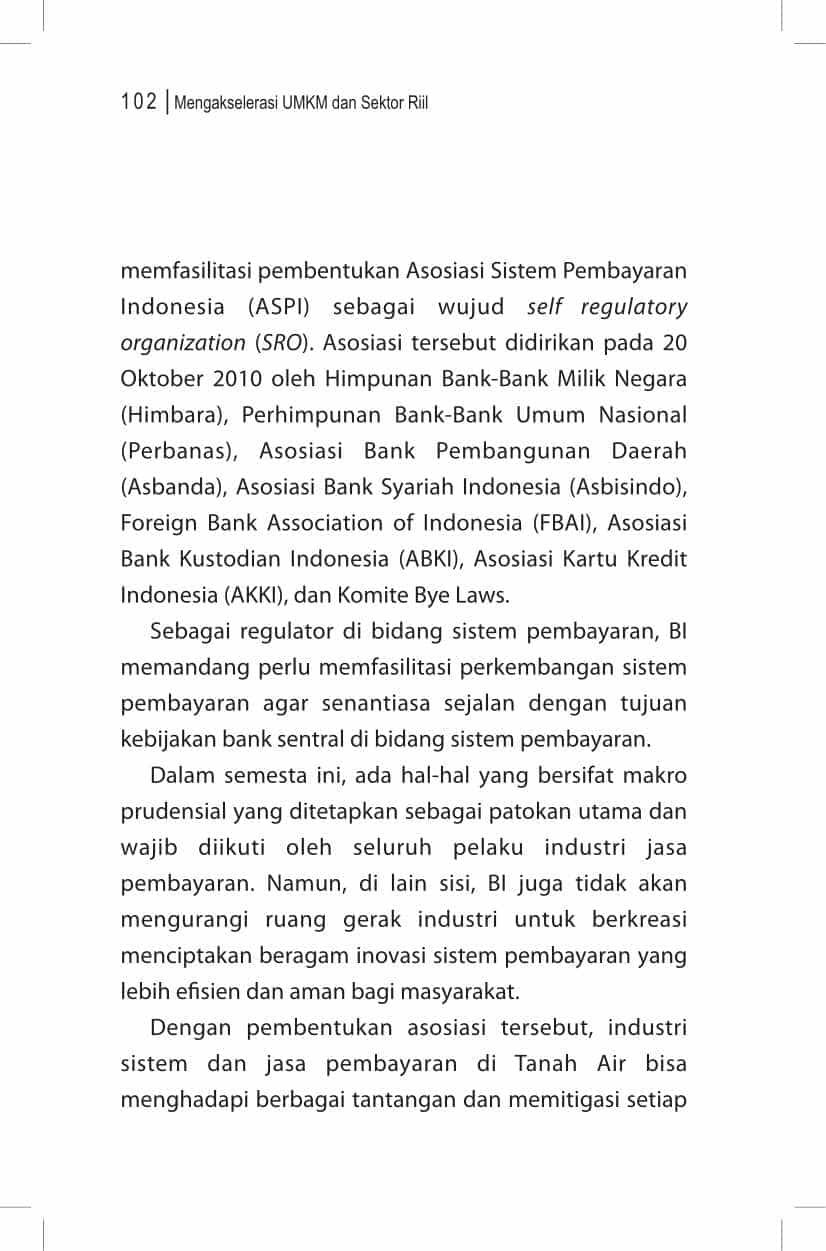 102 | Mengakselerasi UMKM dan Sektor Riil
memfasilitasi pembentukan Asosiasi Sistem Pembayaran
Indonesia (ASPI) sebagai wujud self regulatory
organization (SRO). Asosiasi tersebut didirikan pada 20
Oktober 2010 oleh Himpunan Bank-Bank Milik Negara
(Himbara), Perhimpunan Bank-Bank Umum Nasional
(Perbanas), Asosiasi Bank Pembangunan Daerah
(Asbanda), Asosiasi Bank Syariah Indonesia (Asbisindo),
Foreign Bank Association of Indonesia (FBAI), Asosiasi
Bank Kustodian Indonesia (ABKI), Asosiasi Kartu Kredit
Indonesia (AKKI), dan Komite Bye Laws.
Sebagai regulator di bidang sistem pembayaran, BI
memandang perlu memfasilitasi perkembangan sistem
pembayaran agar senantiasa sejalan dengan tujuan
kebijakan bank sentral di bidang sistem pembayaran.
Dalam semesta ini, ada hal-hal yang bersifat makro
prudensial yang ditetapkan sebagai patokan utama dan
wajib diikuti oleh seluruh pelaku industri jasa
pembayaran. Namun, di lain sisi, BI juga tidak akan
mengurangi ruang gerak industri untuk berkreasi
menciptakan beragam inovasi sistem pembayaran yang
lebih efisien dan aman bagi masyarakat.
Dengan pembentukan asosiasi tersebut, industri
sistem dan jasa pembayaran di Tanah Air bisa
menghadapi berbagai tantangan dan memitigasi setiap